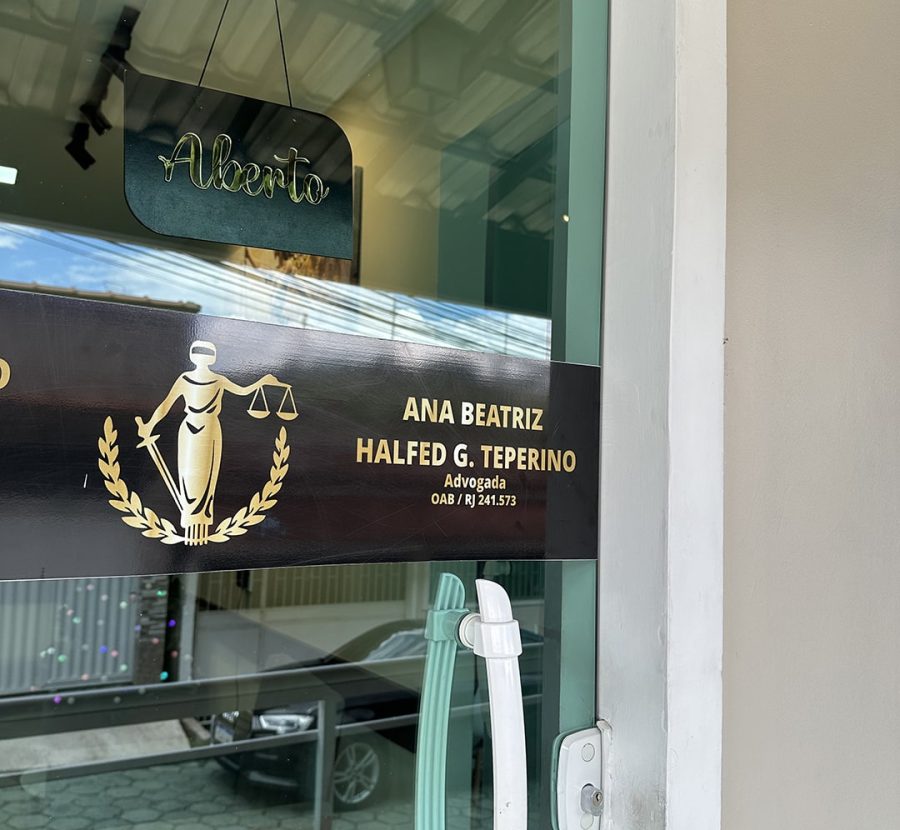 Aberto
ANA BEATRIZ
HALFED G. TEPERINO
Advogada
OAB / RJ 241.573